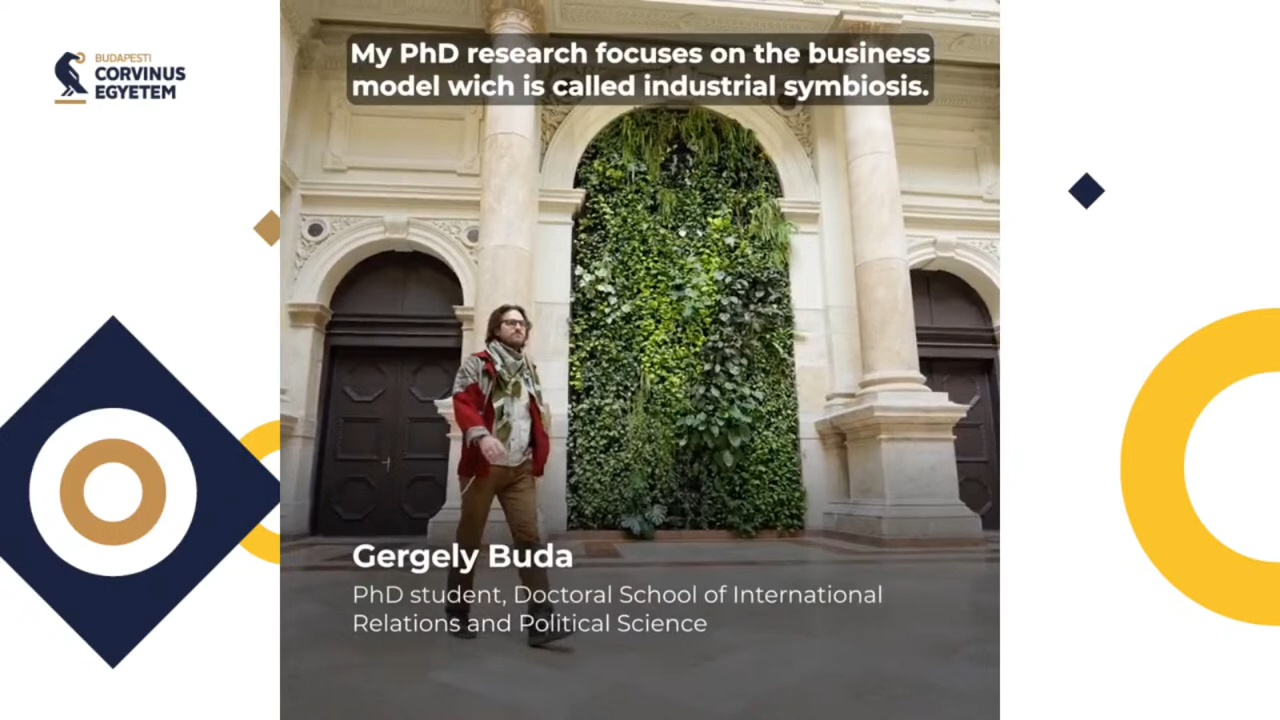 BUDAPESTI
CORVINUS
EGYETEM
My PhD research focuses on the business
model wich is called industrial symbiosis.
Gergely Buda
PhD student, Doctoral School of International
Relations and Political Science